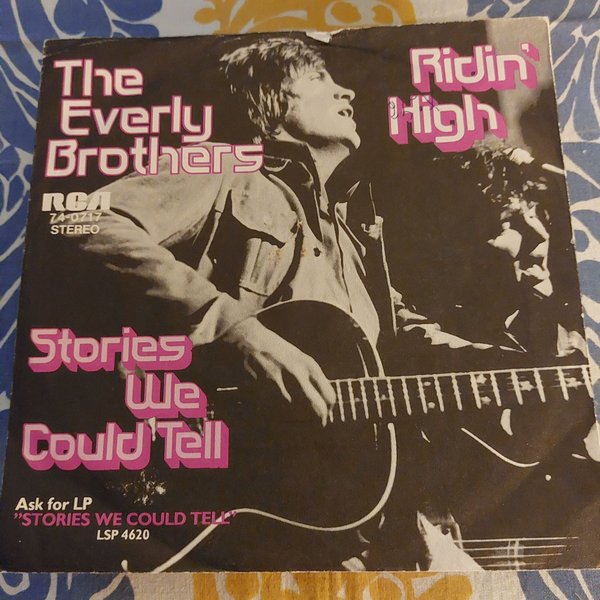 The
Everly
Brothers
Ridin'
High
RCA
74-0717
STEREO
Stories
We
Could Tell
Ask for LP
"STORIES WE COULD TELL"
LSP 4620